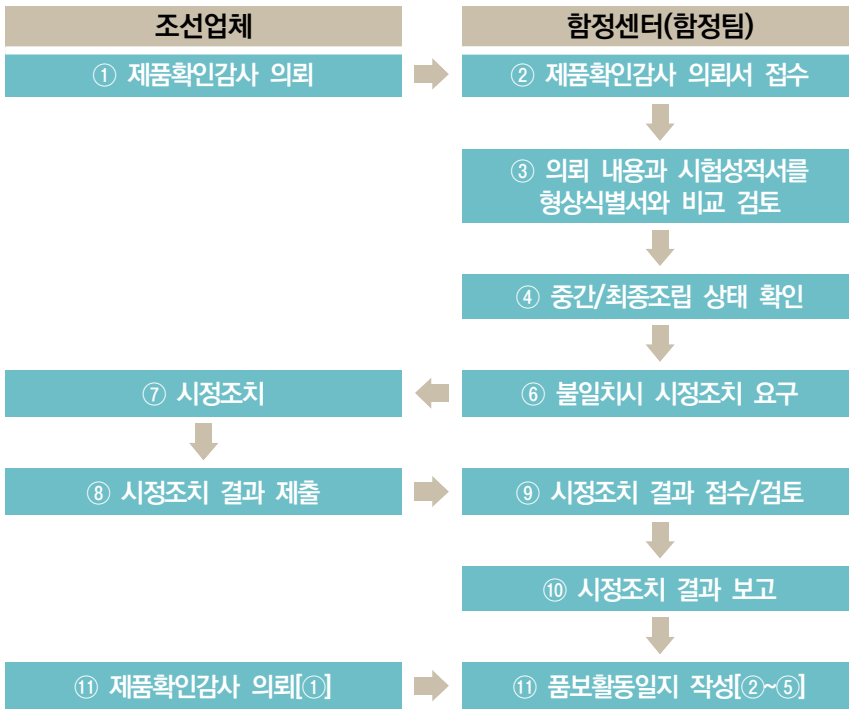 조선업체
함정센터(함정팀)
① 제품확인감사 의뢰
② 제품확인감사 의뢰서 접수
③ 의뢰 내용과 시험성적서를
형상식별서와 비교 검토
④ 중간/최종조립 상태 확인
⑦ 시정조치
⑥ 불일치시 시정조치 요구
⑧ 시정조치 결과 제출
⑨ 시정조치 결과 접수/검토
⑩ 시정조치 결과 보고
⑪ 제품확인감사 의뢰[①]
⑪ 품보활동일지 작성[②~⑤]